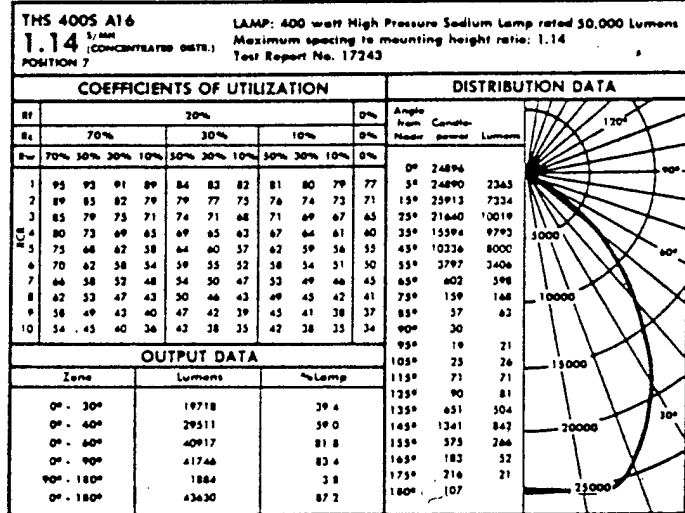 THS 400S A16
1.14 S/MH (CONCENTRATED DISTR.)
POSITION 7
LAMP: 400 watt High Pressure Sodium Lamp rated 50,000 Lumens
Maximum spacing to mounting height ratio: 1.14
Test Report No. 17243
COEFFICIENTS OF UTILIZATION
Rf 20% 0%
Rc 70% 30% 10% 0%
Rw 70% 50% 30% 10% 50% 30% 10% 50% 30% 10% 0%
RCR
1 95 93 91 89 84 83 82 81 80 79 77
2 89 85 82 79 79 77 75 76 74 73 71
3 85 79 75 71 74 71 68 71 69 67 65
4 80 73 69 65 69 65 63 67 64 61 60
5 75 68 62 58 64 60 57 62 59 56 55
6 70 62 58 54 59 55 52 58 54 51 50
7 66 58 52 48 54 50 47 53 49 46 45
8 62 53 47 43 50 46 43 49 45 42 41
9 58 49 43 40 47 42 39 45 41 38 37
10 54 45 40 36 43 38 35 42 38 35 34
OUTPUT DATA
Zone Lumens %Lamp
0° - 30° 19718 39.4
0° - 40° 29511 59.0
0° - 60° 40917 81.8
0° - 90° 41746 83.4
90° - 180° 1884 3.8
0° - 180° 43630 87.2
DISTRIBUTION DATA
Angle from Nadir Candle-power Lumens
0° 24896
5° 24890 2365
15° 25913 7334
25° 21640 10019
35° 15594 9793
45° 10336 8000
55° 3797 3406
65° 602 598
75° 159 168
85° 57 63
90° 30
95° 19 21
105° 25 26
115° 71 71
125° 90 81
135° 651 504
145° 1341 842
155° 575 266
165° 183 52
175° 216 21
180° 107
120°
90°
60°
30°
5000
10000
15000
20000
25000